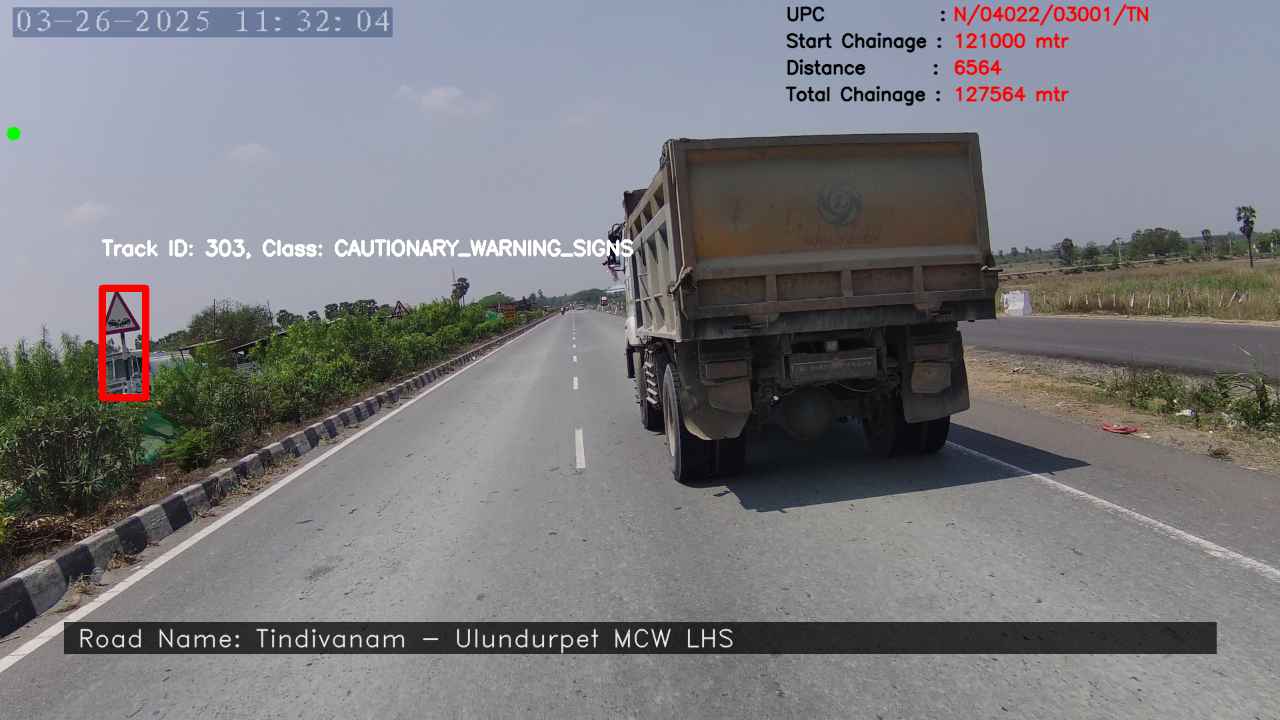 03-26-2025 11:32:04
UPC : N/04022/03001/TN
Start Chainage : 121000 mtr
Distance : 6564
Total Chainage : 127564 mtr
Track ID: 303, Class: CAUTIONARY_WARNING_SIGNS
Road Name: Tindivanam - Ulundurpet MCW LHS